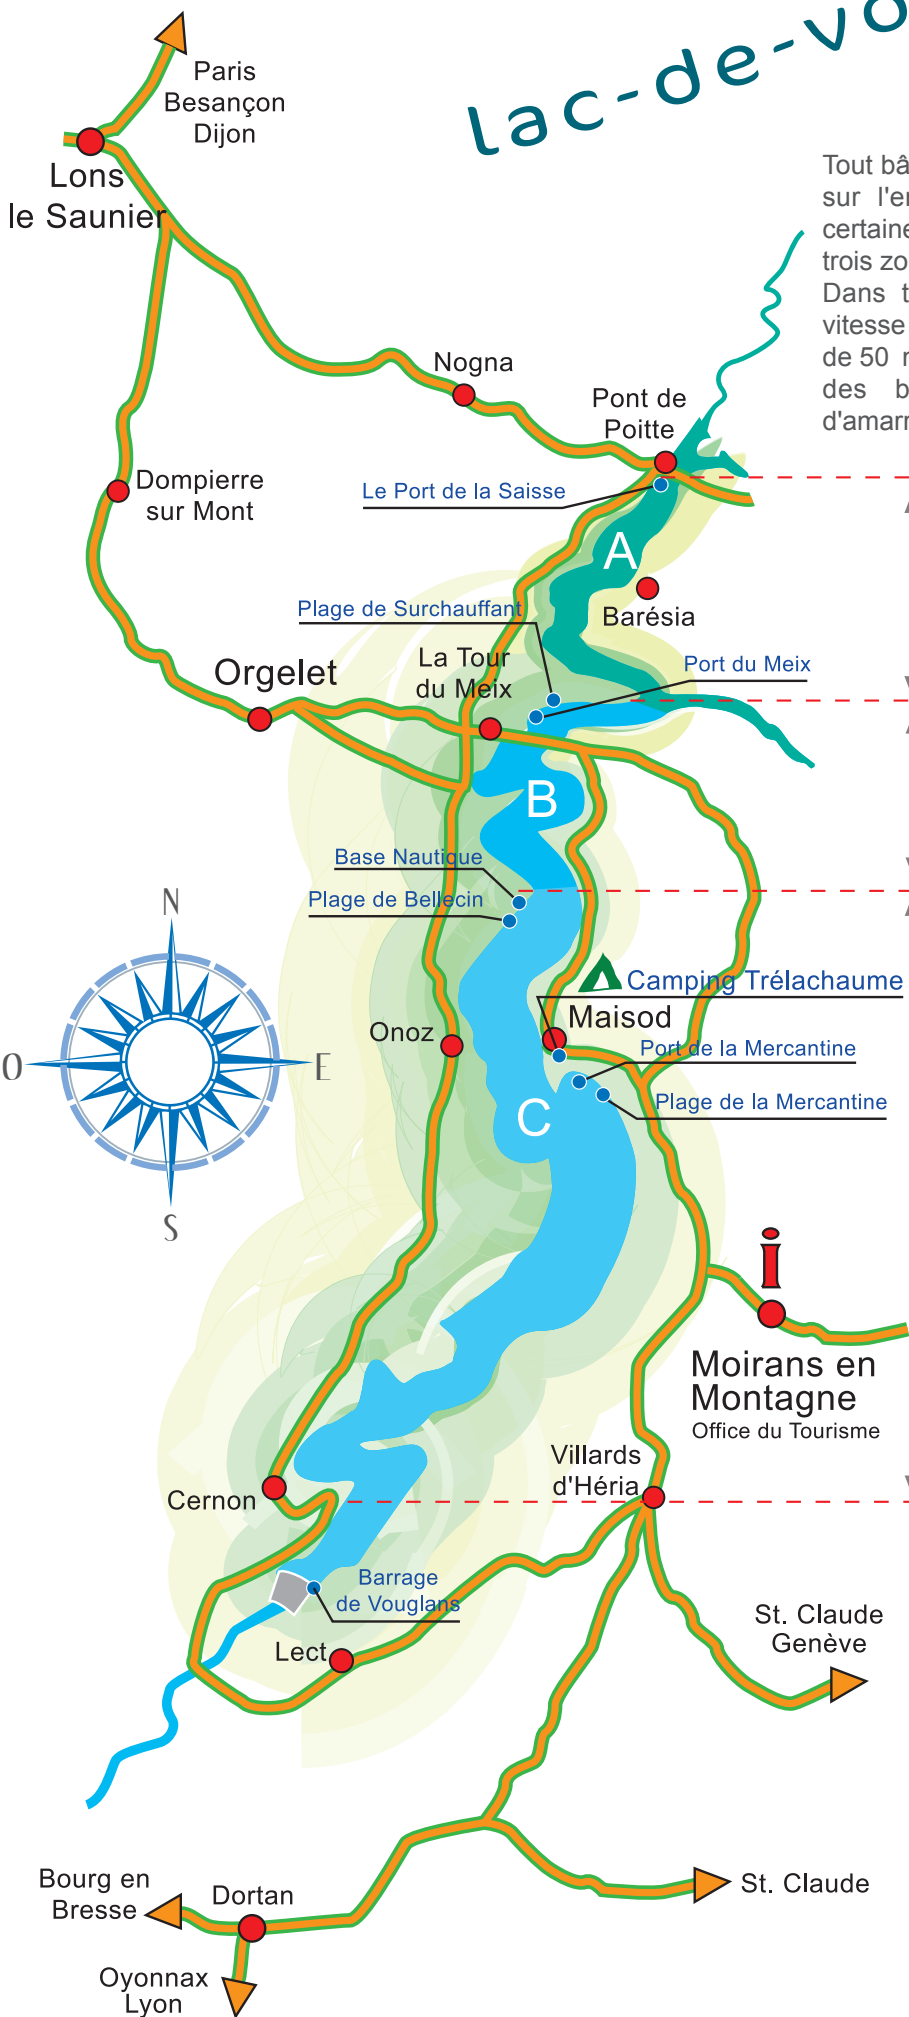 lac-de-vo
Paris
Besançon
Dijon
Lons
le Saunier
Tout bâ
sur l'en
certaine
trois zo
Dans t
vitesse
de 50 m
des b
d'amarr
Nogna
Pont de
Poitte
Dompierre
sur Mont
Le Port de la Saisse
A
Barésia
Plage de Surchauffant
Orgelet
La Tour
du Meix
Port du Meix
B
Base Nautique
Plage de Bellecin
N
O
E
S
Camping Trélachaume
Maisod
Onoz
Port de la Mercantine
Plage de la Mercantine
C
i
Moirans en
Montagne
Office du Tourisme
Villards
d'Héria
Cernon
Barrage
de Vouglans
Lect
St. Claude
Genève
Bourg en
Bresse
Dortan
St. Claude
Oyonnax
Lyon